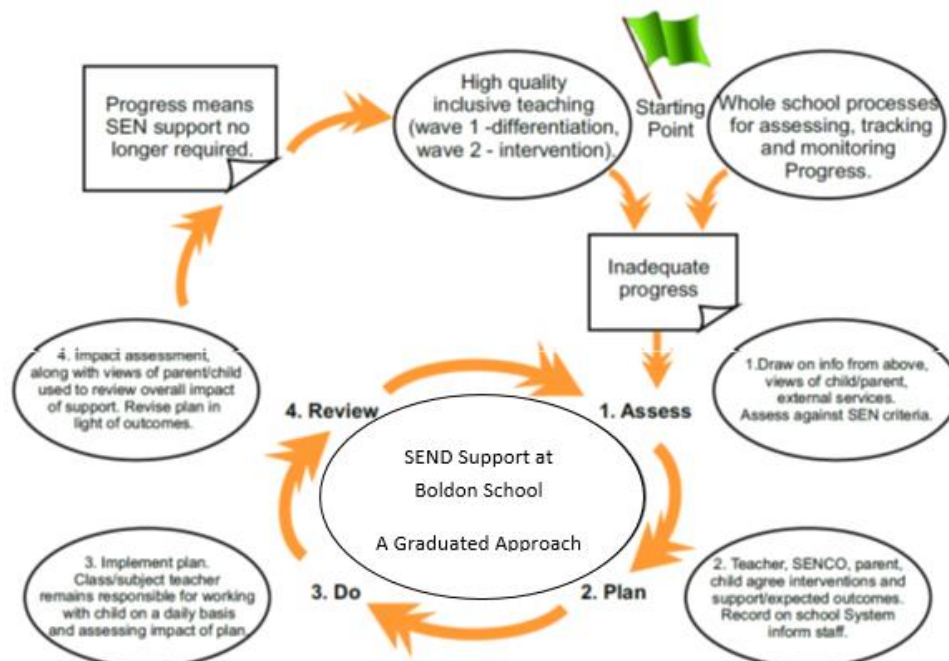 Progress means
SEN support no
longer required.
High quality
inclusive teaching
(wave 1 -differentiation,
wave 2 - intervention).
Starting
Point
Whole school processes
for assessing, tracking
and monitoring
Progress.
Inadequate
progress
4. Impact assessment,
along with views of parent/child
used to review overall impact
of support. Revise plan in
light of outcomes.
4. Review
1. Assess
1.Draw on info from above,
views of child/parent,
external services.
Assess against SEN criteria.
SEND Support at
Boldon School
A Graduated Approach
3. Implement plan.
Class/subject teacher
remains responsible for working
with child on a daily basis
and assessing impact of plan.
3. Do
2. Plan
2. Teacher, SENCO, parent,
child agree interventions and
support/expected outcomes.
Record on school System
inform staff.